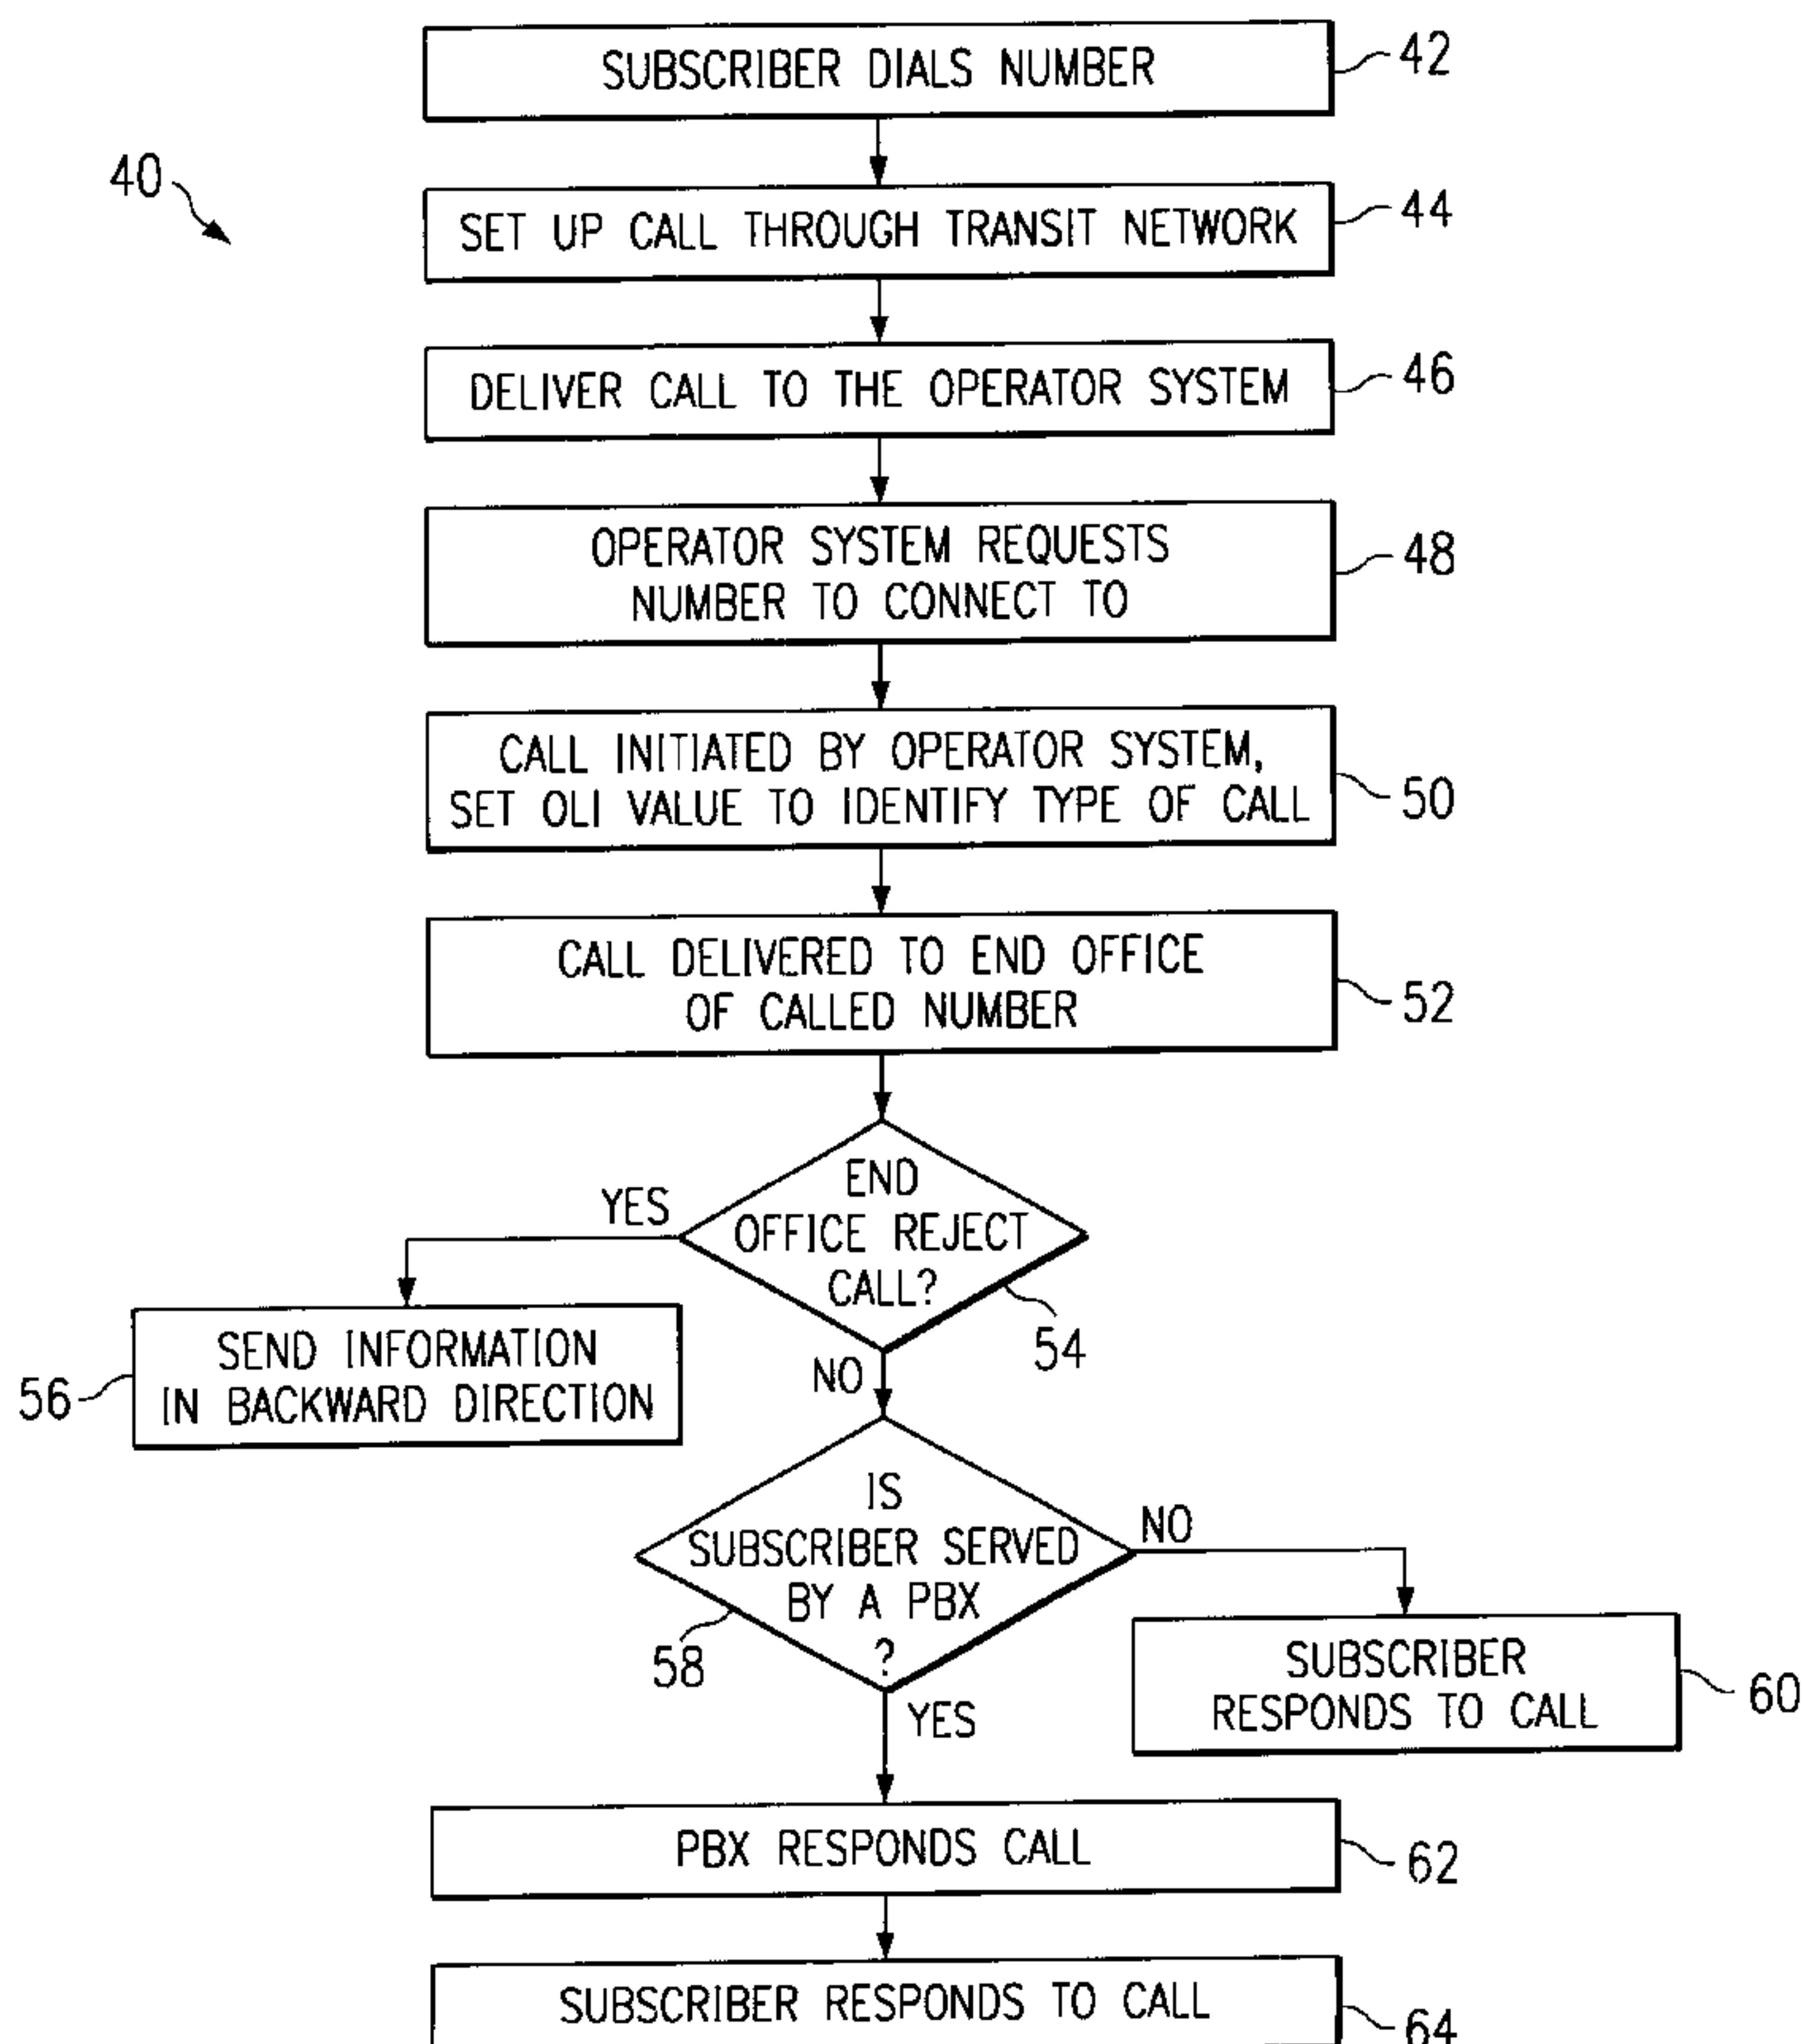 SUBSCRIBER DIALS NUMBER
42
40
SET UP CALL THROUGH TRANSIT NETWORK
44
DELIVER CALL TO THE OPERATOR SYSTEM
46
OPERATOR SYSTEM REQUESTS
NUMBER TO CONNECT TO
48
CALL INITIATED BY OPERATOR SYSTEM,
SET OLI VALUE TO IDENTIFY TYPE OF CALL
50
CALL DELIVERED TO END OFFICE
OF CALLED NUMBER
52
END
OFFICE REJECT
CALL?
54
YES
NO
SEND INFORMATION
IN BACKWARD DIRECTION
56
IS
SUBSCRIBER SERVED
BY A PBX
?
58
NO
YES
SUBSCRIBER
RESPONDS TO CALL
60
PBX RESPONDS CALL
62
SUBSCRIBER RESPONDS TO CALL
64